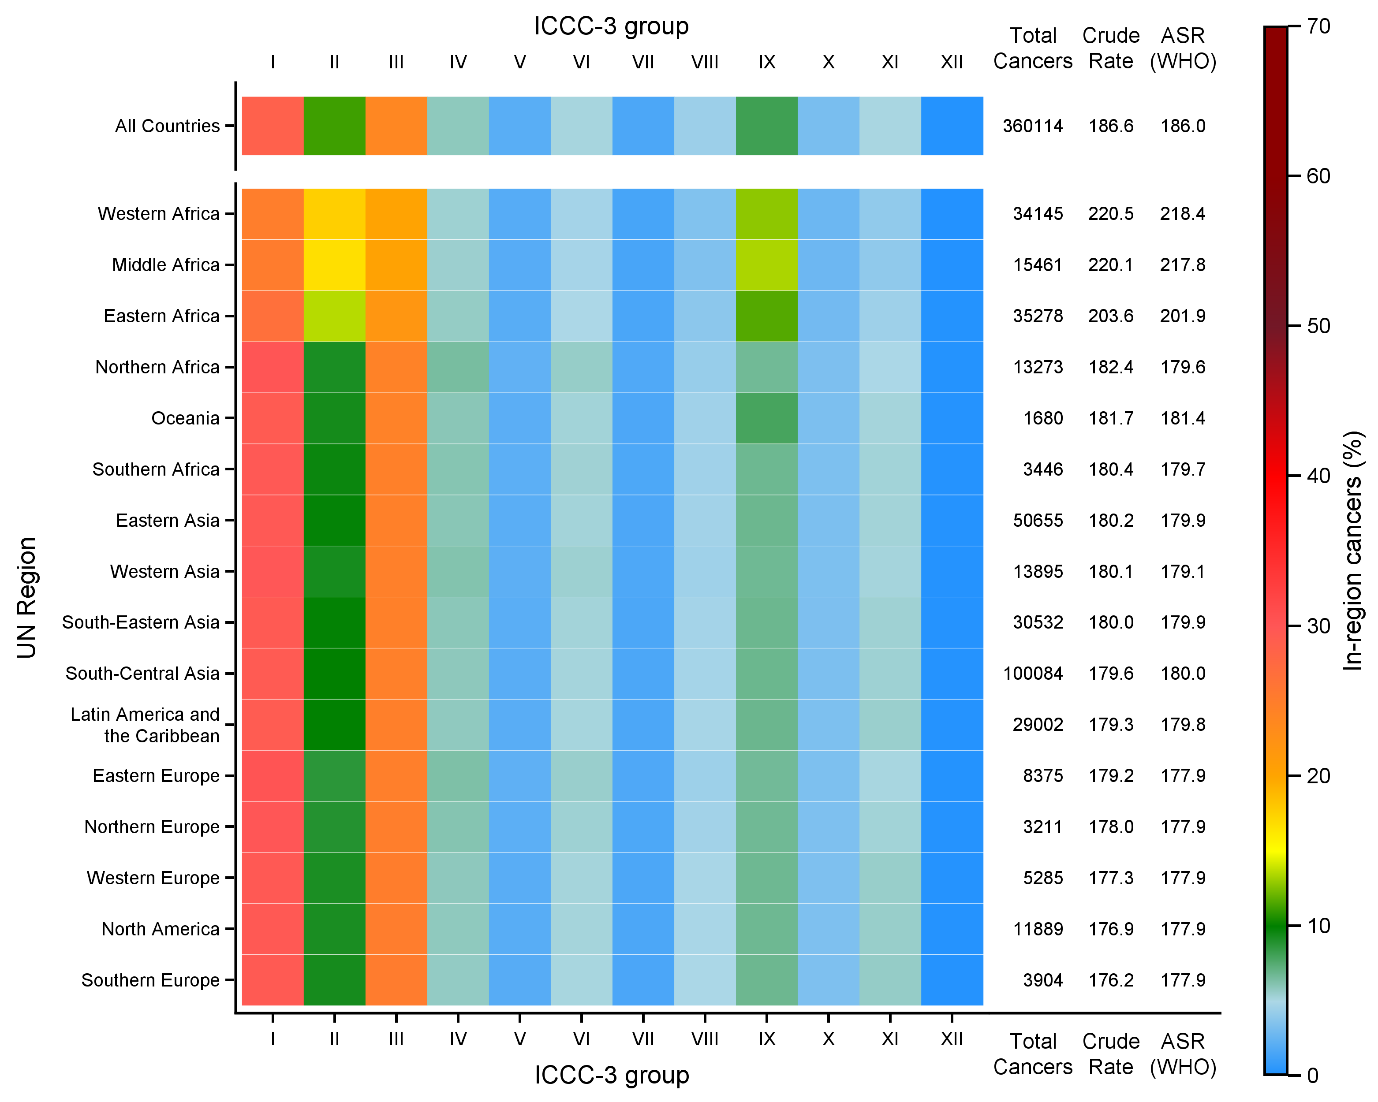 ICCC-3 group
I II III IV V VI VII VIII IX X XI XII
Total Cancers Crude Rate ASR (WHO)
All Countries 360114 186.6 186.0
Western Africa 34145 220.5 218.4
Middle Africa 15461 220.1 217.8
Eastern Africa 35278 203.6 201.9
Northern Africa 13273 182.4 179.6
Oceania 1680 181.7 181.4
Southern Africa 3446 180.4 179.7
Eastern Asia 50655 180.2 179.9
Western Asia 13895 180.1 179.1
South-Eastern Asia 30532 180.0 179.9
South-Central Asia 100084 179.6 180.0
Latin America and
the Caribbean 29002 179.3 179.8
Eastern Europe 8375 179.2 177.9
Northern Europe 3211 178.0 177.9
Western Europe 5285 177.3 177.9
North America 11889 176.9 177.9
Southern Europe 3904 176.2 177.9
I II III IV V VI VII VIII IX X XI XII
Total Cancers Crude Rate ASR (WHO)
ICCC-3 group
UN Region
70
60
50
40
30
20
10
0
In-region cancers (%)